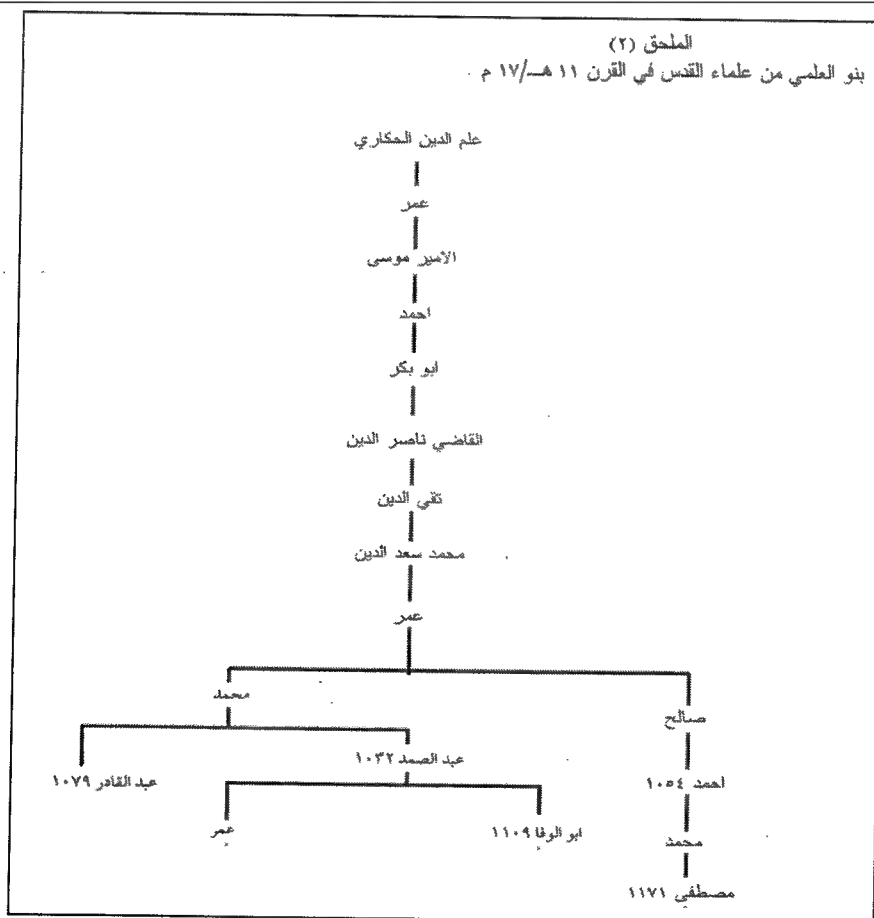 الملحق (٢)
بنو العلمي من علماء القدس في القرن ١١ هـ/١٧ م .
علم الدين الحكاري
عمر
الامير موسى
احمد
ابو بكر
القاضي ناصر الدين
تقي الدين
محمد سعد الدين
عمر
محمد
صالح
عبد الصمد ١٠٣٢
عبد القادر ١٠٧٩
احمد ١٠٥٤
عمر
ابو الوفا ١١٠٩
محمد
مصطفى ١١٧١